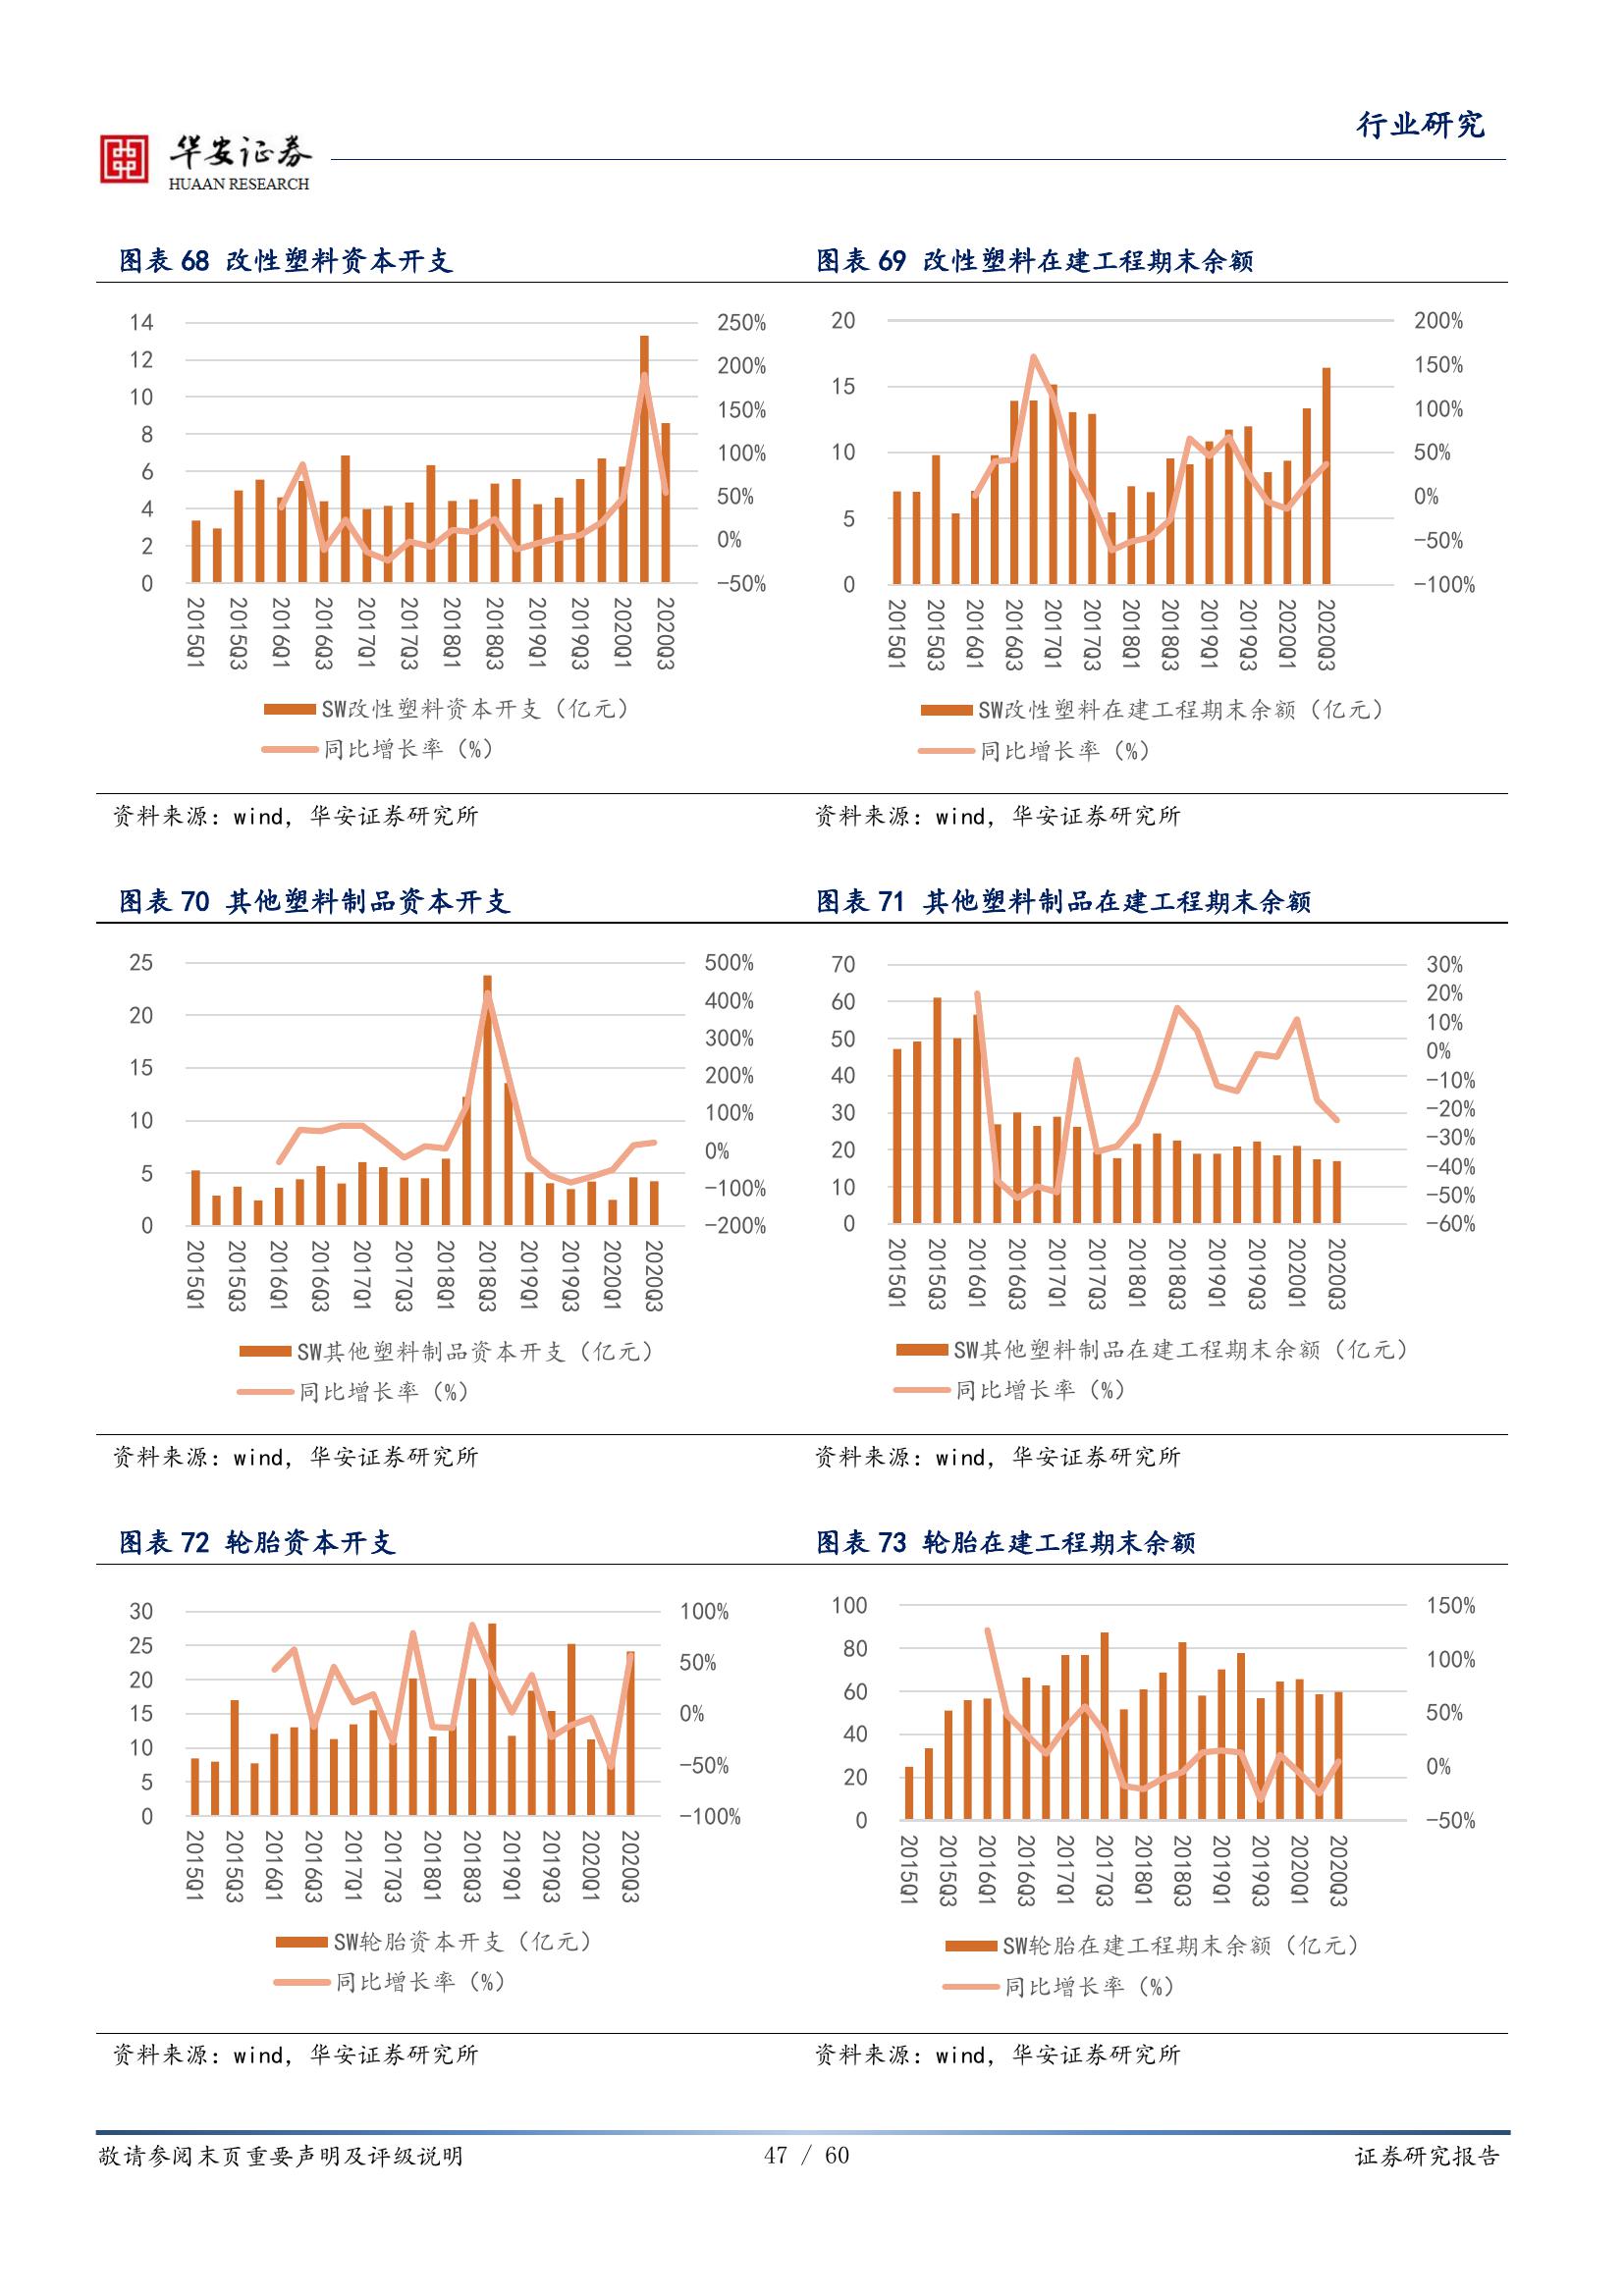 行业研究
华安证券
HUAAN RESEARCH
图表 68 改性塑料资本开支
14
12
10
8
6
4
2
0
250%
200%
150%
100%
50%
0%
-50%
2015Q1
2015Q3
2016Q1
2016Q3
2017Q1
2017Q3
2018Q1
2018Q3
2019Q1
2019Q3
2020Q1
2020Q3
SW改性塑料资本开支（亿元）
同比增长率（%）
资料来源：wind，华安证券研究所
图表 69 改性塑料在建工程期末余额
20
15
10
5
0
200%
150%
100%
50%
0%
-50%
-100%
2015Q1
2015Q3
2016Q1
2016Q3
2017Q1
2017Q3
2018Q1
2018Q3
2019Q1
2019Q3
2020Q1
2020Q3
SW改性塑料在建工程期末余额（亿元）
同比增长率（%）
资料来源：wind，华安证券研究所
图表 70 其他塑料制品资本开支
25
20
15
10
5
0
500%
400%
300%
200%
100%
0%
-100%
-200%
2015Q1
2015Q3
2016Q1
2016Q3
2017Q1
2017Q3
2018Q1
2018Q3
2019Q1
2019Q3
2020Q1
2020Q3
SW其他塑料制品资本开支（亿元）
同比增长率（%）
资料来源：wind，华安证券研究所
图表 71 其他塑料制品在建工程期末余额
70
60
50
40
30
20
10
0
30%
20%
10%
0%
-10%
-20%
-30%
-40%
-50%
-60%
2015Q1
2015Q3
2016Q1
2016Q3
2017Q1
2017Q3
2018Q1
2018Q3
2019Q1
2019Q3
2020Q1
2020Q3
SW其他塑料制品在建工程期末余额（亿元）
同比增长率（%）
资料来源：wind，华安证券研究所
图表 72 轮胎资本开支
30
25
20
15
10
5
0
100%
50%
0%
-50%
-100%
2015Q1
2015Q3
2016Q1
2016Q3
2017Q1
2017Q3
2018Q1
2018Q3
2019Q1
2019Q3
2020Q1
2020Q3
SW轮胎资本开支（亿元）
同比增长率（%）
资料来源：wind，华安证券研究所
图表 73 轮胎在建工程期末余额
100
80
60
40
20
0
150%
100%
50%
0%
-50%
2015Q1
2015Q3
2016Q1
2016Q3
2017Q1
2017Q3
2018Q1
2018Q3
2019Q1
2019Q3
2020Q1
2020Q3
SW轮胎在建工程期末余额（亿元）
同比增长率（%）
资料来源：wind，华安证券研究所
敬请参阅末页重要声明及评级说明
47 / 60
证券研究报告